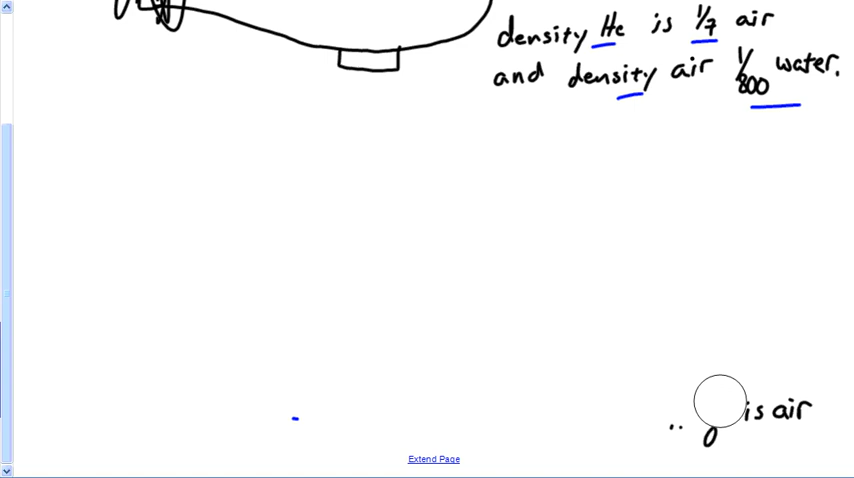 density He is 1/7 air
and density air 1/800 water.
is air
Extend Page